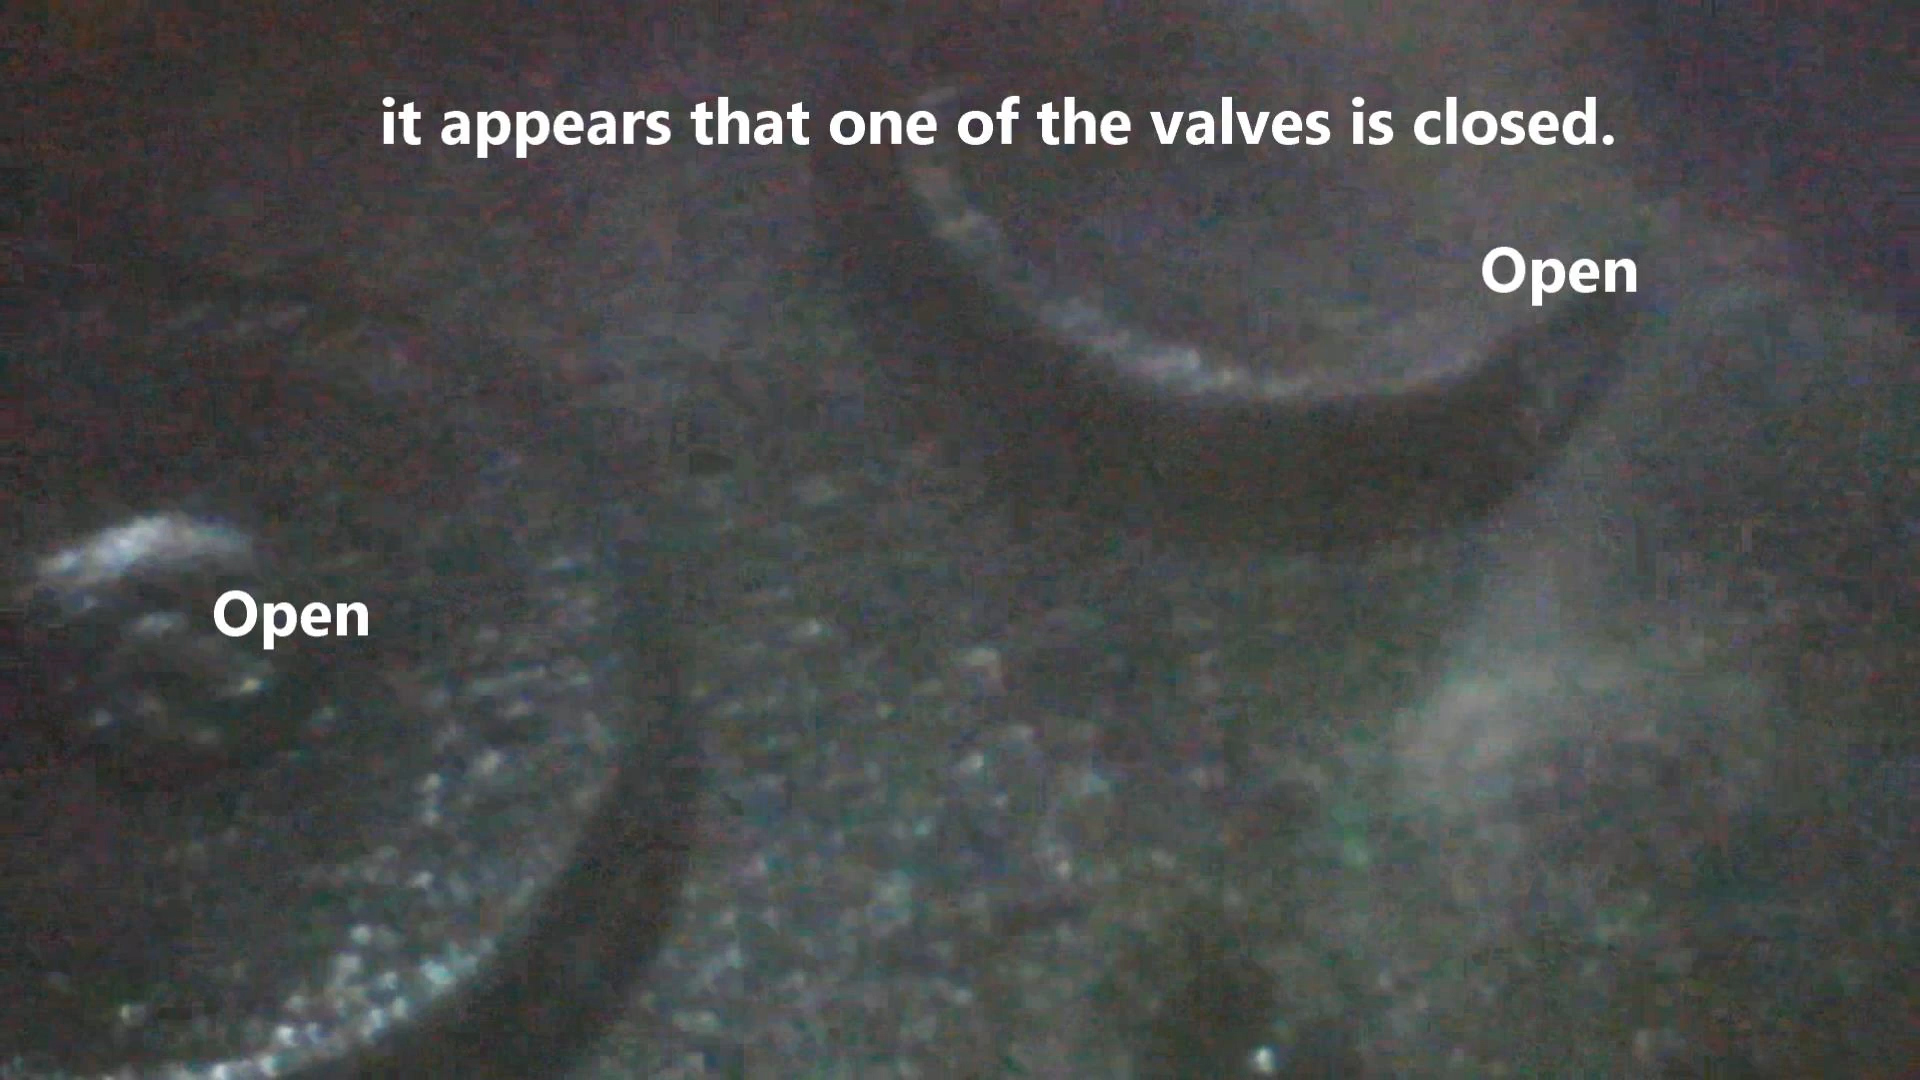 it appears that one of the valves is closed.
Open
Open